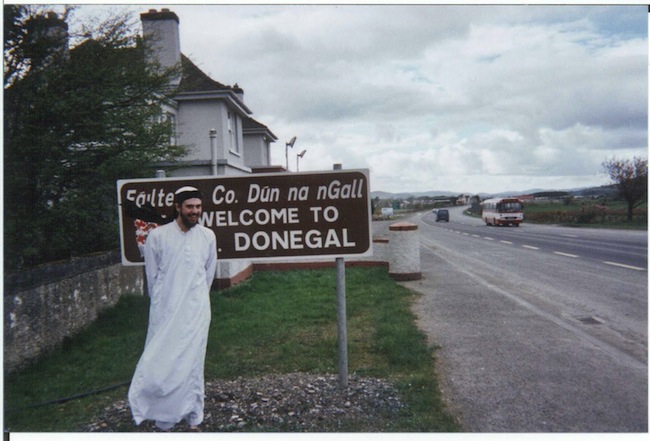 Fáilte Co. Dún na nGall
WELCOME TO
. DONEGAL